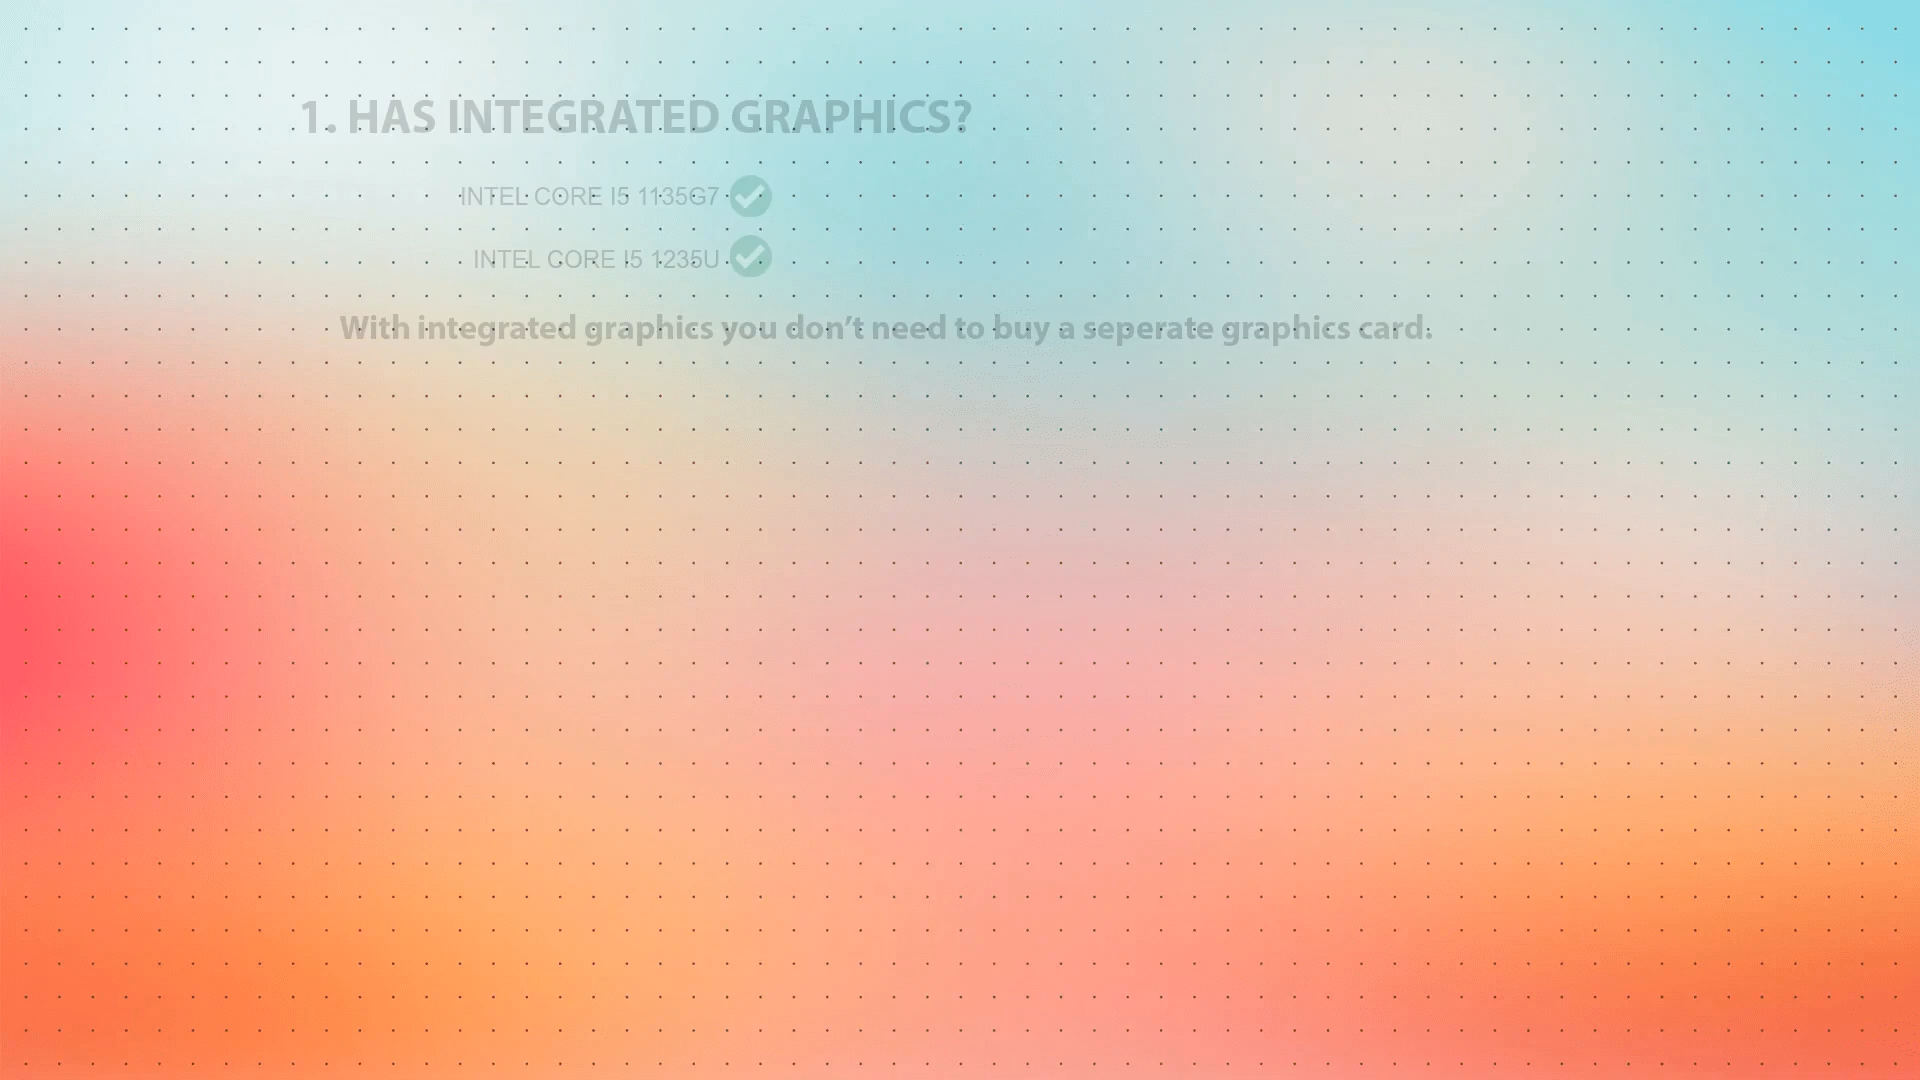 1. HAS INTEGRATED GRAPHICS?
INTEL CORE I5 1135G7
INTEL CORE I5 1235U
With integrated graphics you don’t need to buy a seperate graphics card.